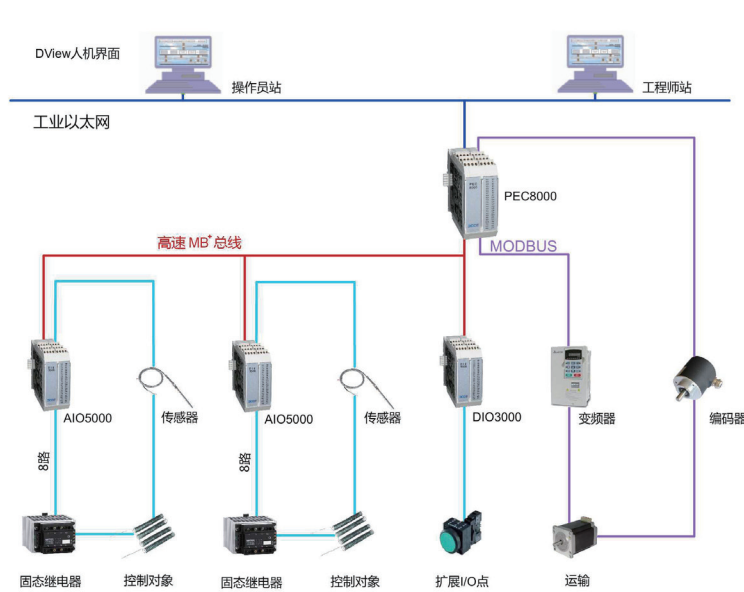 DView人机界面
操作员站
工程师站
工业以太网
PEC8000
高速 MB⁺总线
MODBUS
AIO5000
传感器
AIO5000
传感器
DIO3000
变频器
编码器
8路
8路
固态继电器
控制对象
固态继电器
控制对象
扩展I/O点
运输